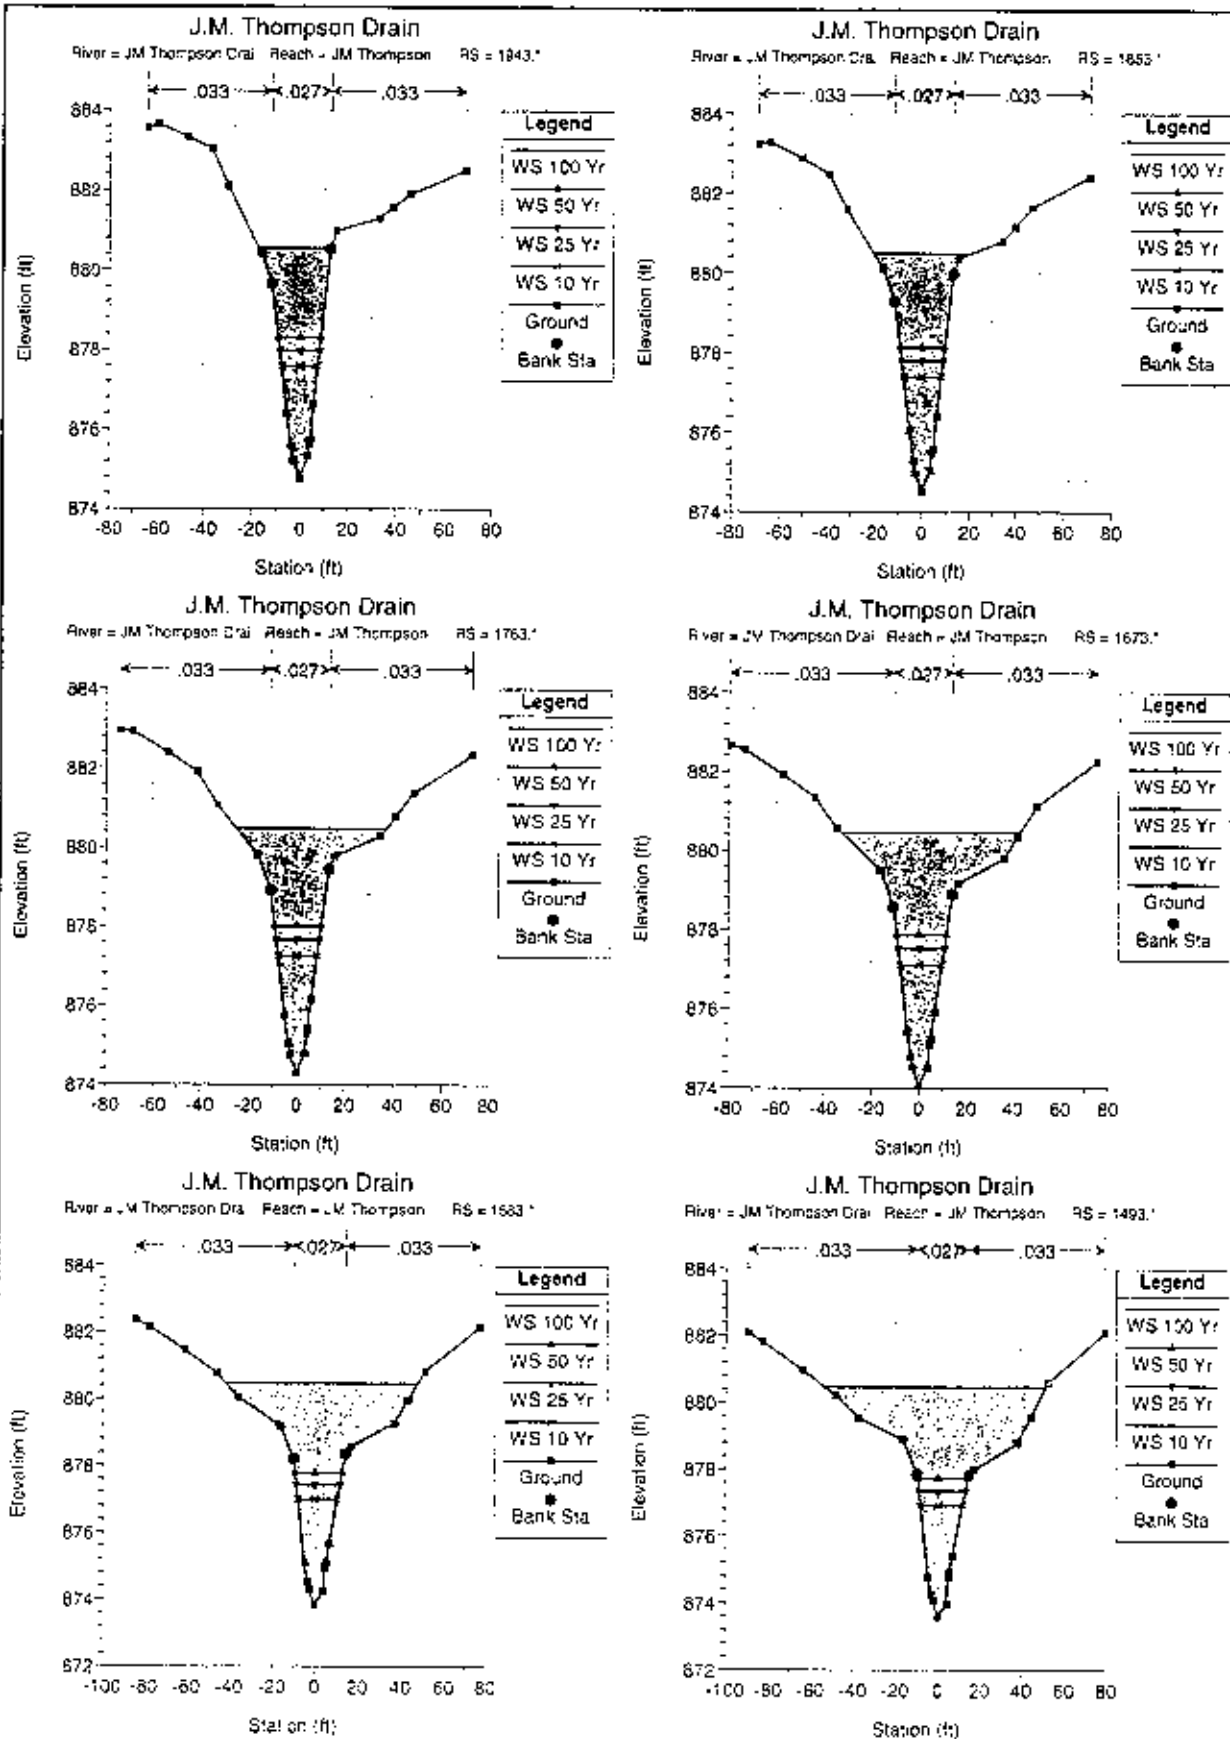 J.M. Thompson Drain
River = JM Thompson Drai Reach = JM Thompson RS = 1943.*
.033 .027 .033
Legend
WS 100 Yr
WS 50 Yr
WS 25 Yr
WS 10 Yr
Ground
Bank Sta
Elevation (ft)
884
882
880
878
876
874
-80 -60 -40 -20 0 20 40 60 80
Station (ft)
J.M. Thompson Drain
River = JM Thompson Drai Reach = JM Thompson RS = 1853.*
.033 .027 .033
Legend
WS 100 Yr
WS 50 Yr
WS 25 Yr
WS 10 Yr
Ground
Bank Sta
Elevation (ft)
884
882
880
878
876
874
-80 -60 -40 -20 0 20 40 60 80
Station (ft)
J.M. Thompson Drain
River = JM Thompson Drai Reach = JM Thompson RS = 1763.*
.033 .027 .033
Legend
WS 100 Yr
WS 50 Yr
WS 25 Yr
WS 10 Yr
Ground
Bank Sta
Elevation (ft)
884
882
880
878
876
874
-80 -60 -40 -20 0 20 40 60 80
Station (ft)
J.M. Thompson Drain
River = JM Thompson Drai Reach = JM Thompson RS = 1673.*
.033 .027 .033
Legend
WS 100 Yr
WS 50 Yr
WS 25 Yr
WS 10 Yr
Ground
Bank Sta
Elevation (ft)
884
882
880
878
876
874
-80 -60 -40 -20 0 20 40 60 80
Station (ft)
J.M. Thompson Drain
River = JM Thompson Drai Reach = JM Thompson RS = 1583.*
.033 .027 .033
Legend
WS 100 Yr
WS 50 Yr
WS 25 Yr
WS 10 Yr
Ground
Bank Sta
Elevation (ft)
884
882
880
878
876
874
872
-100 -80 -60 -40 -20 0 20 40 60 80
Station (ft)
J.M. Thompson Drain
River = JM Thompson Drai Reach = JM Thompson RS = 1493.*
.033 .027 .033
Legend
WS 100 Yr
WS 50 Yr
WS 25 Yr
WS 10 Yr
Ground
Bank Sta
Elevation (ft)
884
882
880
878
876
874
872
-100 -80 -60 -40 -20 0 20 40 60 80
Station (ft)